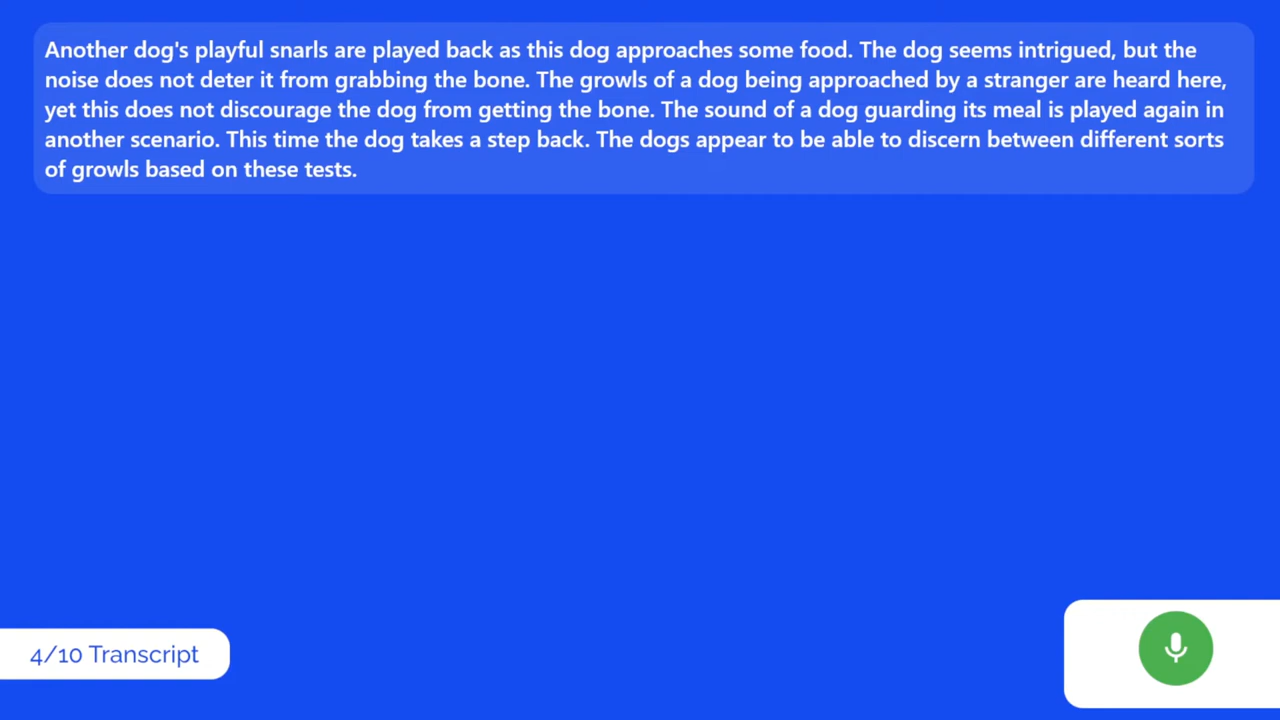 Another dog's playful snarls are played back as this dog approaches some food. The dog seems intrigued, but the
noise does not deter it from grabbing the bone. The growls of a dog being approached by a stranger are heard here,
yet this does not discourage the dog from getting the bone. The sound of a dog guarding its meal is played again in
another scenario. This time the dog takes a step back. The dogs appear to be able to discern between different sorts
of growls based on these tests.
4/10 Transcript